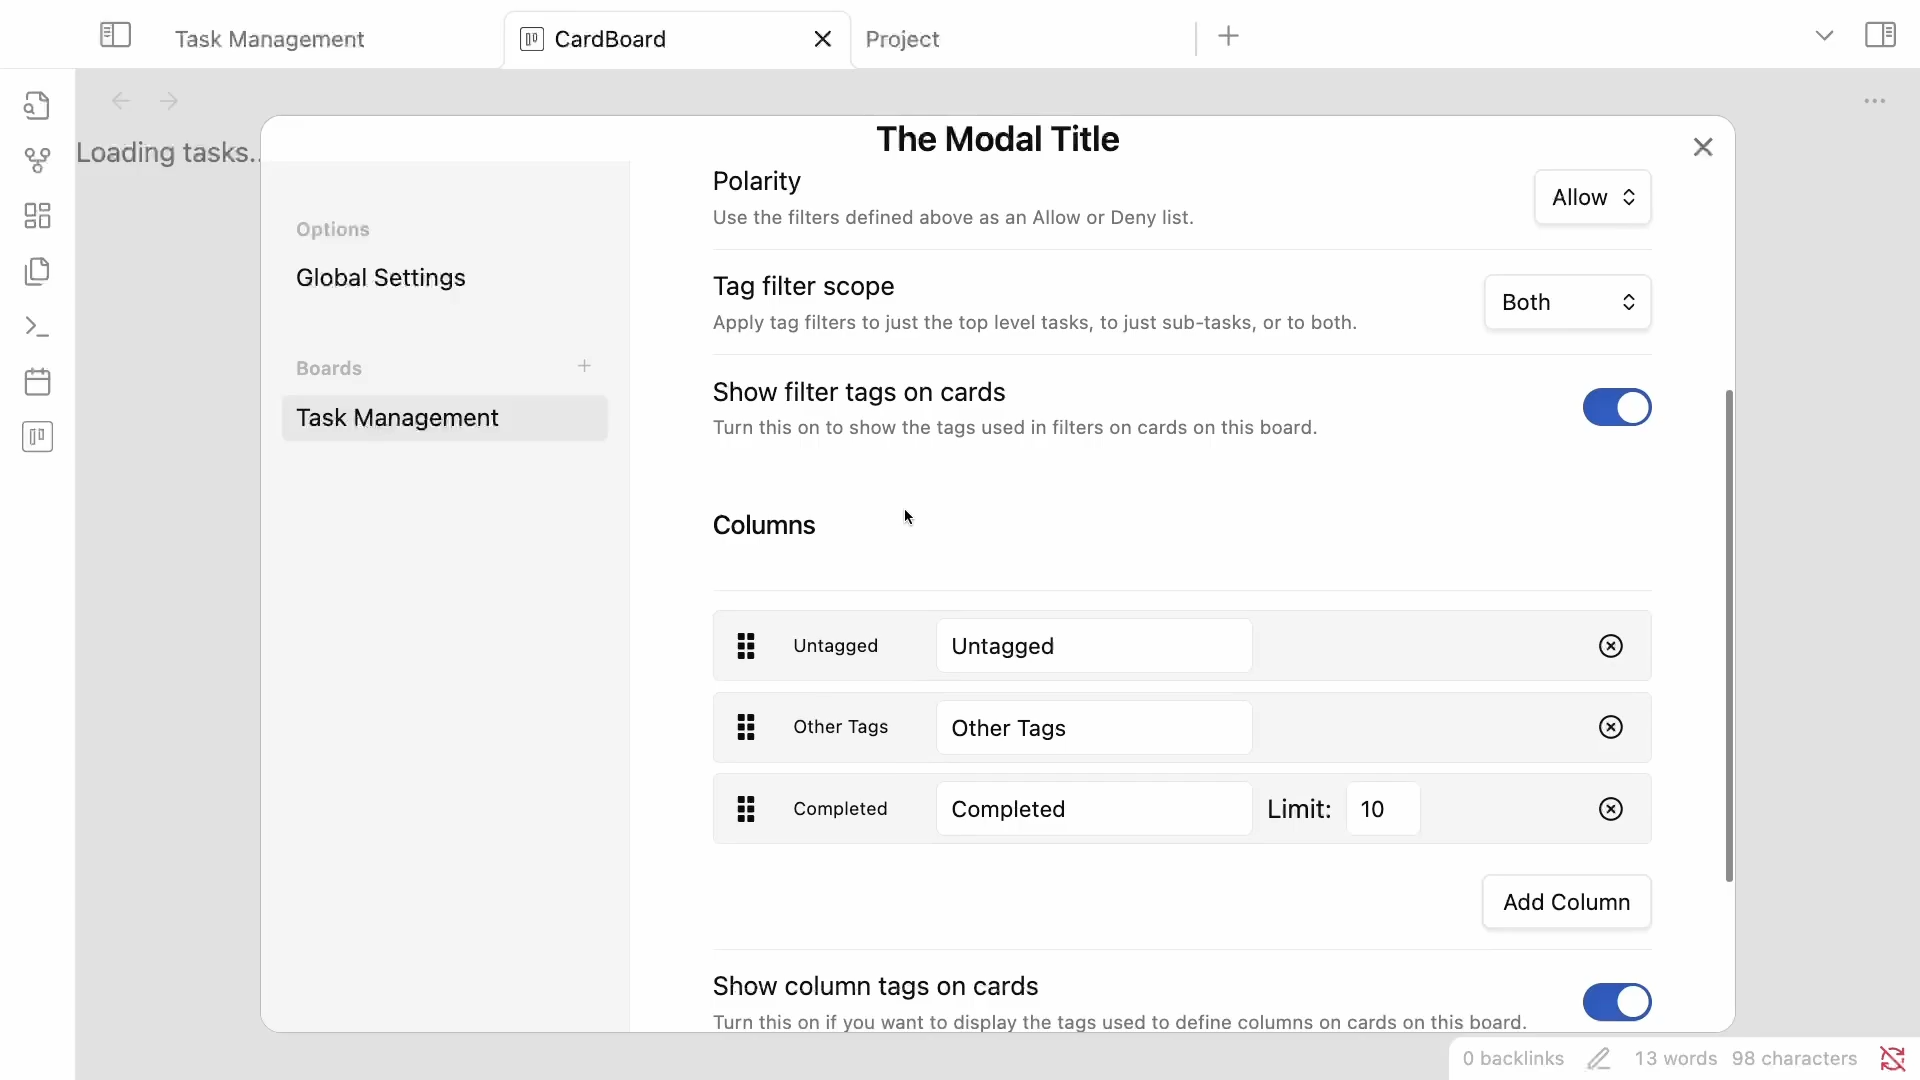 Task Management
CardBoard
Project
Loading tasks..
The Modal Title
Options
Global Settings
Boards
Task Management
Polarity
Use the filters defined above as an Allow or Deny list.
Allow
Tag filter scope
Apply tag filters to just the top level tasks, to just sub-tasks, or to both.
Both
Show filter tags on cards
Turn this on to show the tags used in filters on cards on this board.
Columns
Untagged Untagged
Other Tags Other Tags
Completed Completed Limit: 10
Add Column
Show column tags on cards
Turn this on if you want to display the tags used to define columns on cards on this board.
0 backlinks 13 words 98 characters